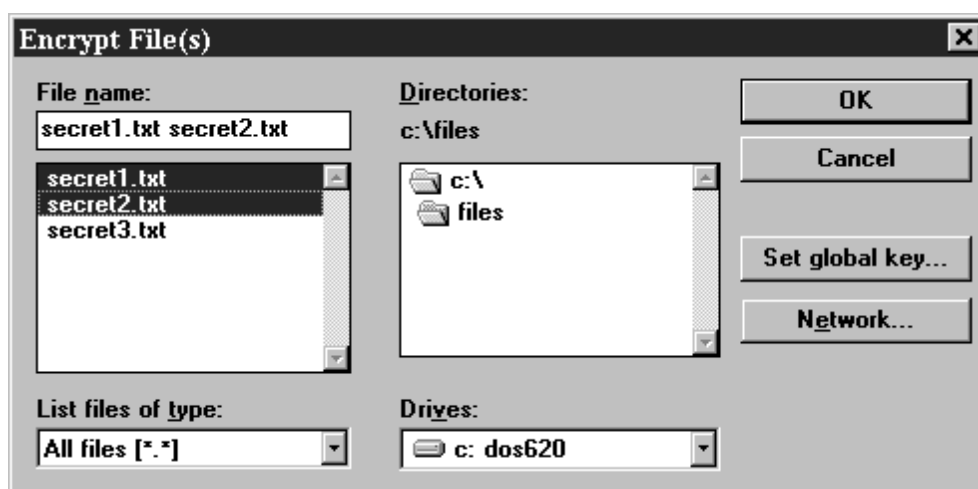 Encrypt File(s)
File name:
secret1.txt secret2.txt
secret1.txt
secret2.txt
secret3.txt
List files of type:
All files [*.*]
Directories:
c:\files
c:\
files
Drives:
c: dos620
OK
Cancel
Set global key...
Network...